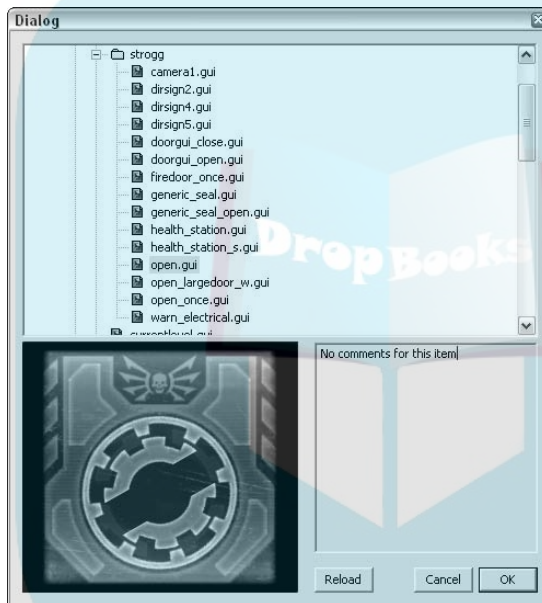 Dialog
strogg
camera1.gui
dirsign2.gui
dirsign4.gui
dirsign5.gui
doorgui_close.gui
doorgui_open.gui
firedoor_once.gui
generic_seal.gui
generic_seal_open.gui
health_station.gui
health_station_s.gui
open.gui
open_largedoor_w.gui
open_once.gui
warn_electrical.gui
currentlevel.gui
DropBooks
No comments for this item
Reload
Cancel
OK